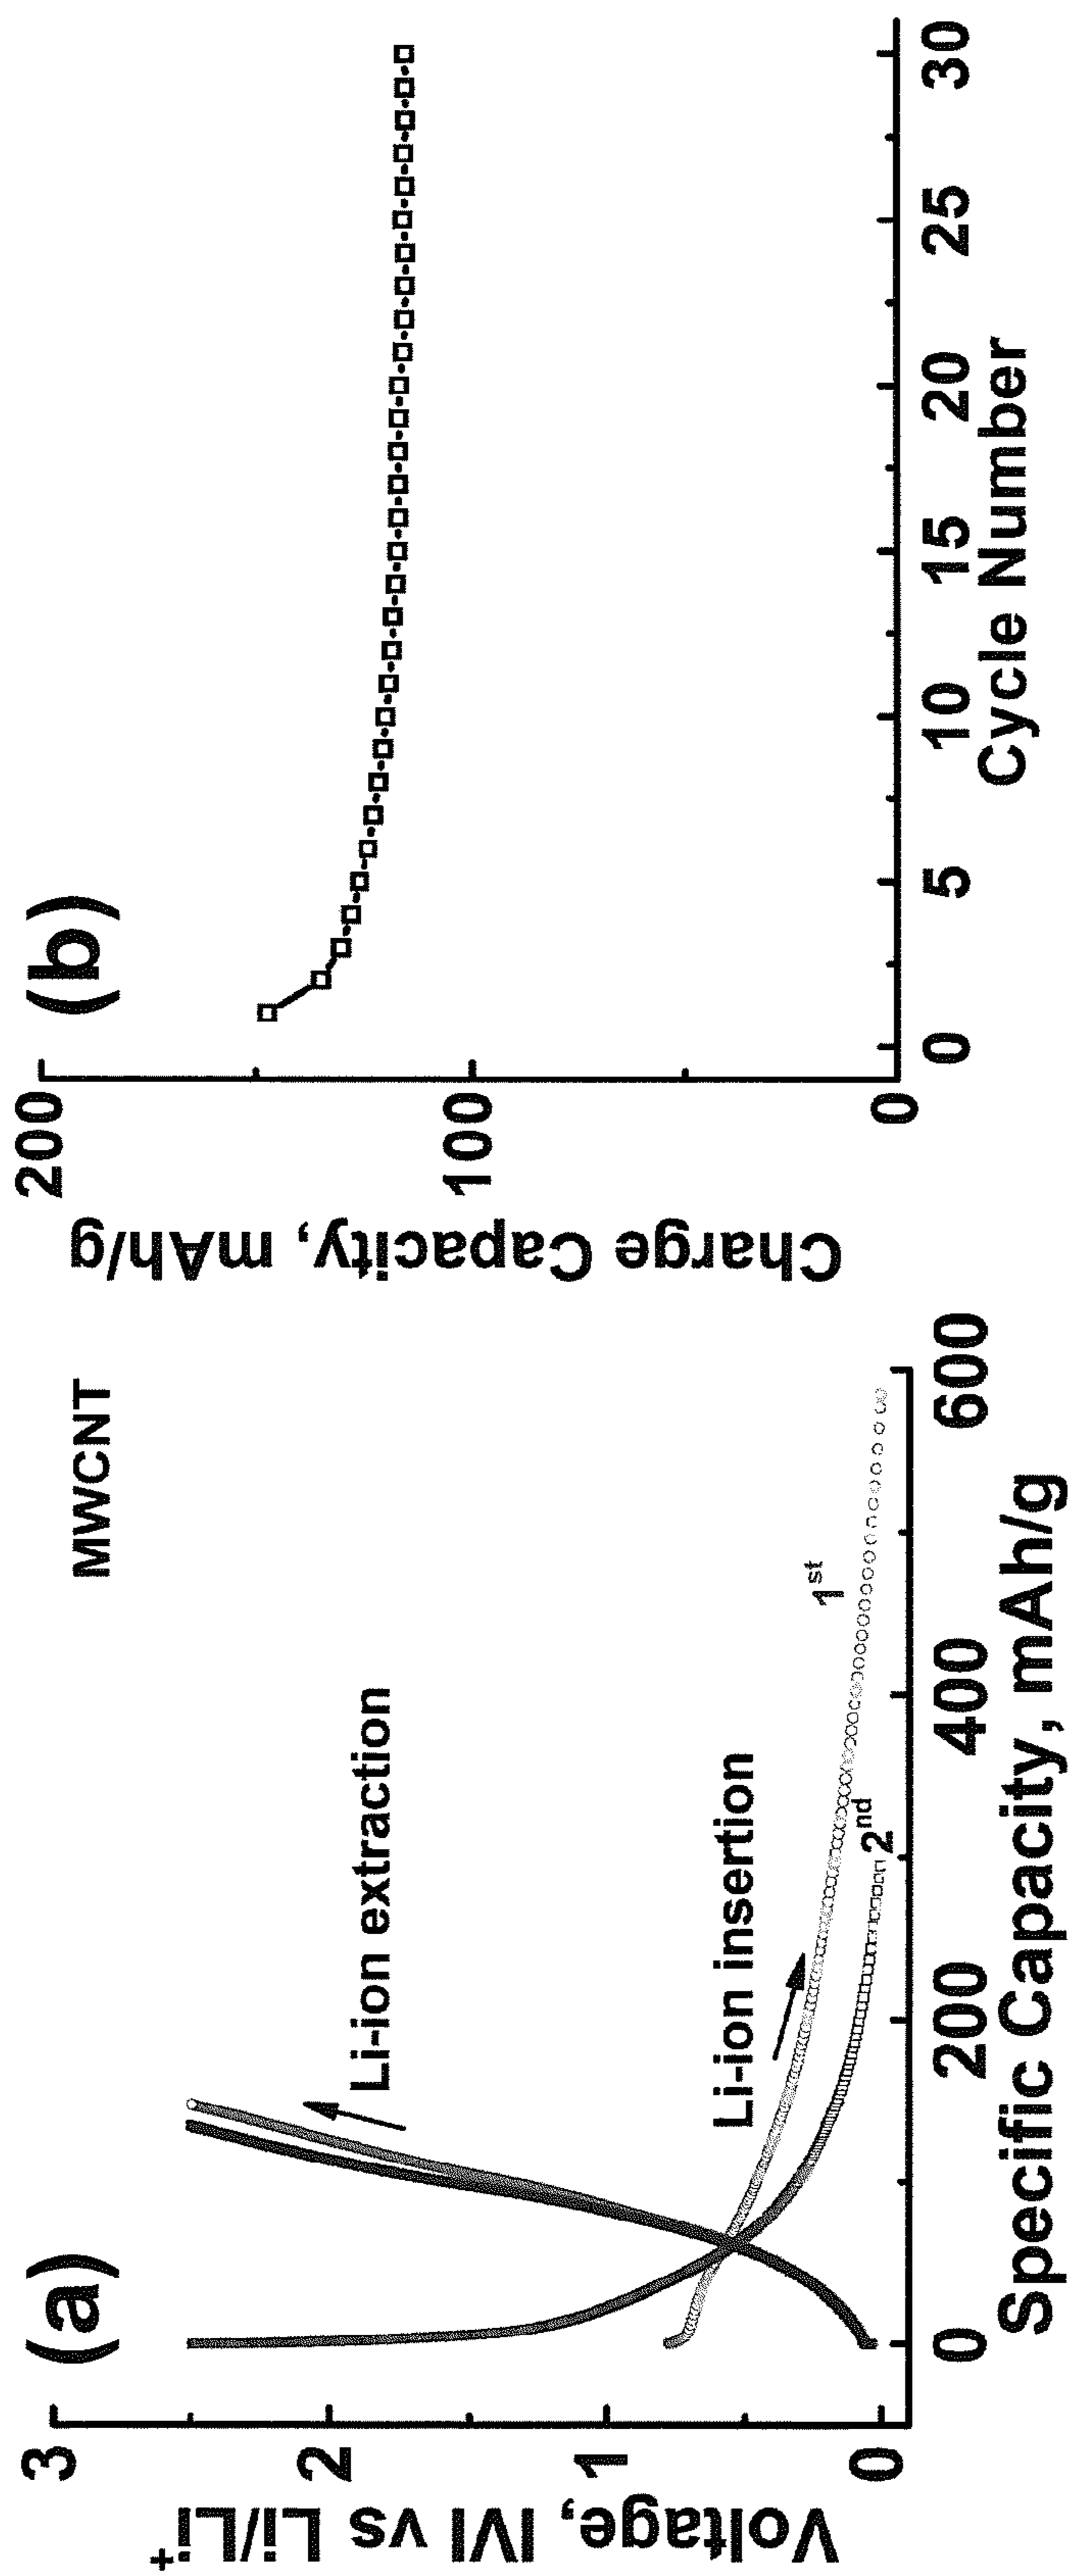 (a)
MWCNT
3
2
1
0
Voltage, IVI vs Li/Li+
Li-ion extraction
Li-ion insertion
1st
2nd
0
200
400
600
Specific Capacity, mAh/g
(b)
200
100
0
Charge Capacity, mAh/g
0
5
10
15
20
25
30
Cycle Number